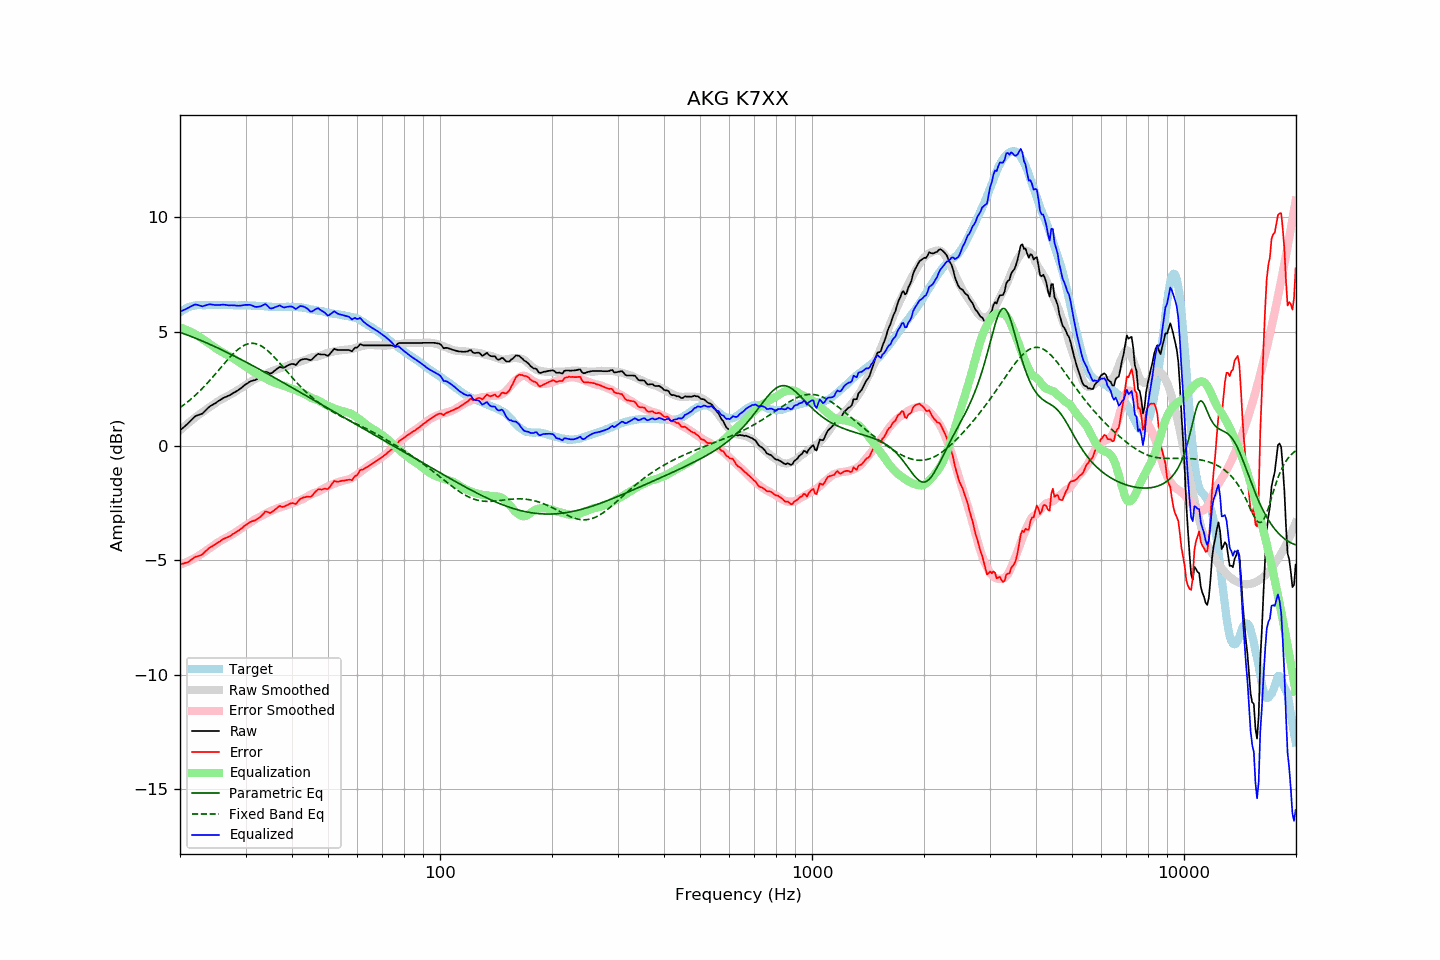 AKG K7XX
Amplitude (dBr)
10
5
0
−5
−10
−15
Target
Raw Smoothed
Error Smoothed
Raw
Error
Equalization
Parametric Eq
Fixed Band Eq
Equalized
100
1000
10000
Frequency (Hz)